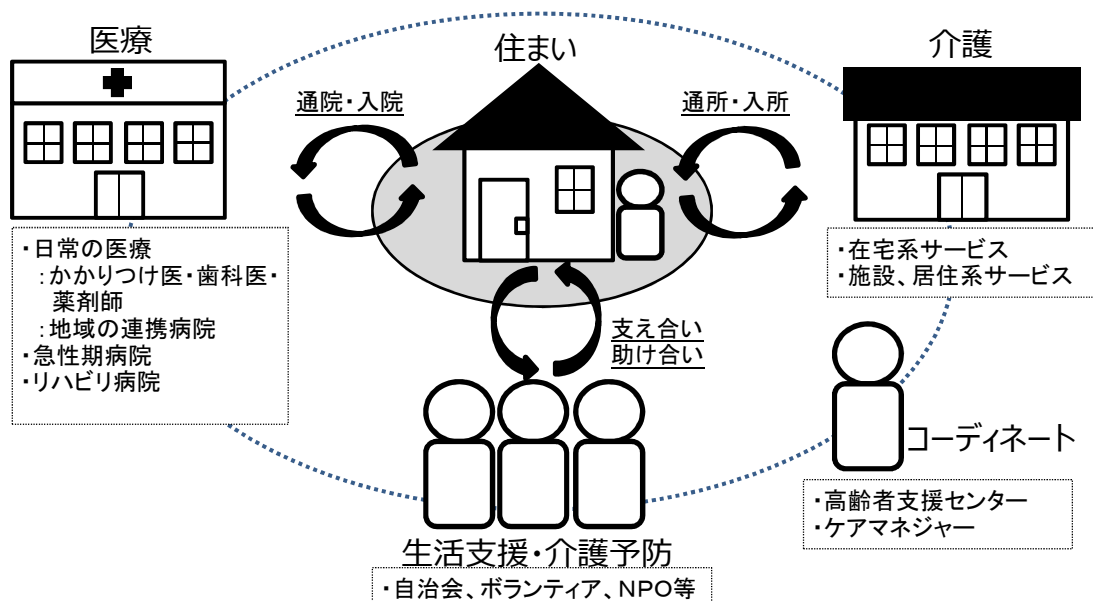 医療
住まい
介護
通院・入院
通所・入所
・日常の医療
：かかりつけ医・歯科医・
薬剤師
：地域の連携病院
・急性期病院
・リハビリ病院
・在宅系サービス
・施設、居住系サービス
支え合い
助け合い
コーディネート
・高齢者支援センター
・ケアマネジャー
生活支援・介護予防
・自治会、ボランティア、NPO等